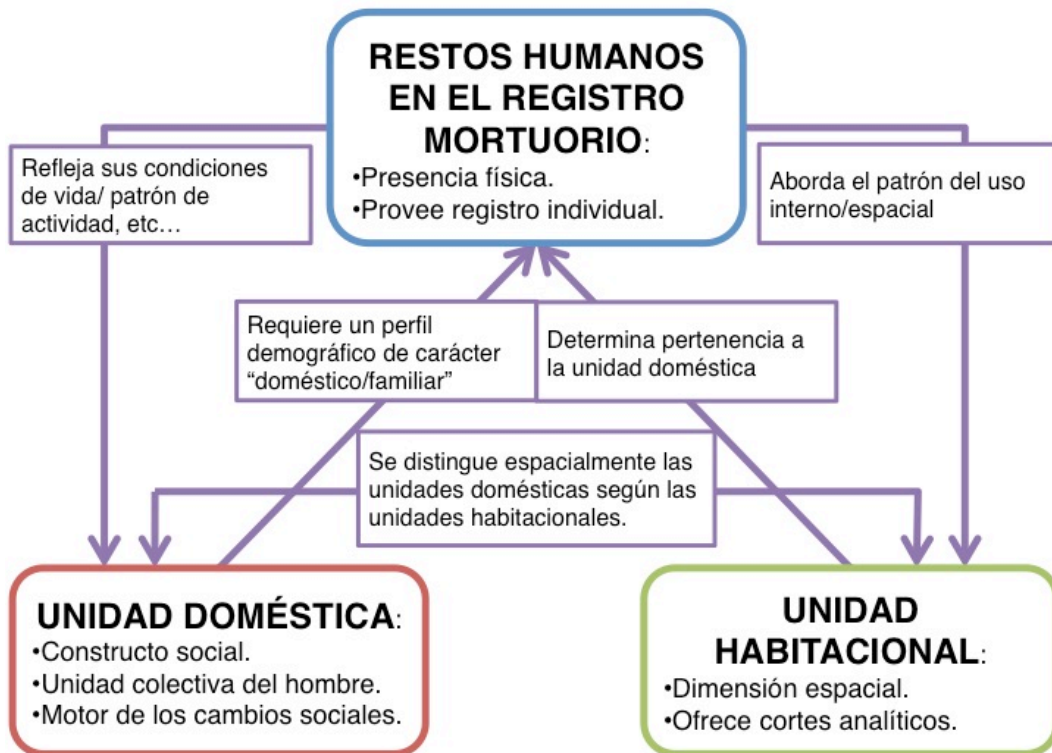 RESTOS HUMANOS
EN EL REGISTRO
MORTUORIO:
•Presencia física.
•Provee registro individual.
Refleja sus condiciones
de vida/ patrón de
actividad, etc...
Aborda el patrón del uso
interno/espacial
Requiere un perfil
demográfico de carácter
“doméstico/familiar”
Determina pertenencia a
la unidad doméstica
Se distingue espacialmente las
unidades domésticas según las
unidades habitacionales.
UNIDAD DOMÉSTICA:
•Constructo social.
•Unidad colectiva del hombre.
•Motor de los cambios sociales.
UNIDAD
HABITACIONAL:
•Dimensión espacial.
•Ofrece cortes analíticos.